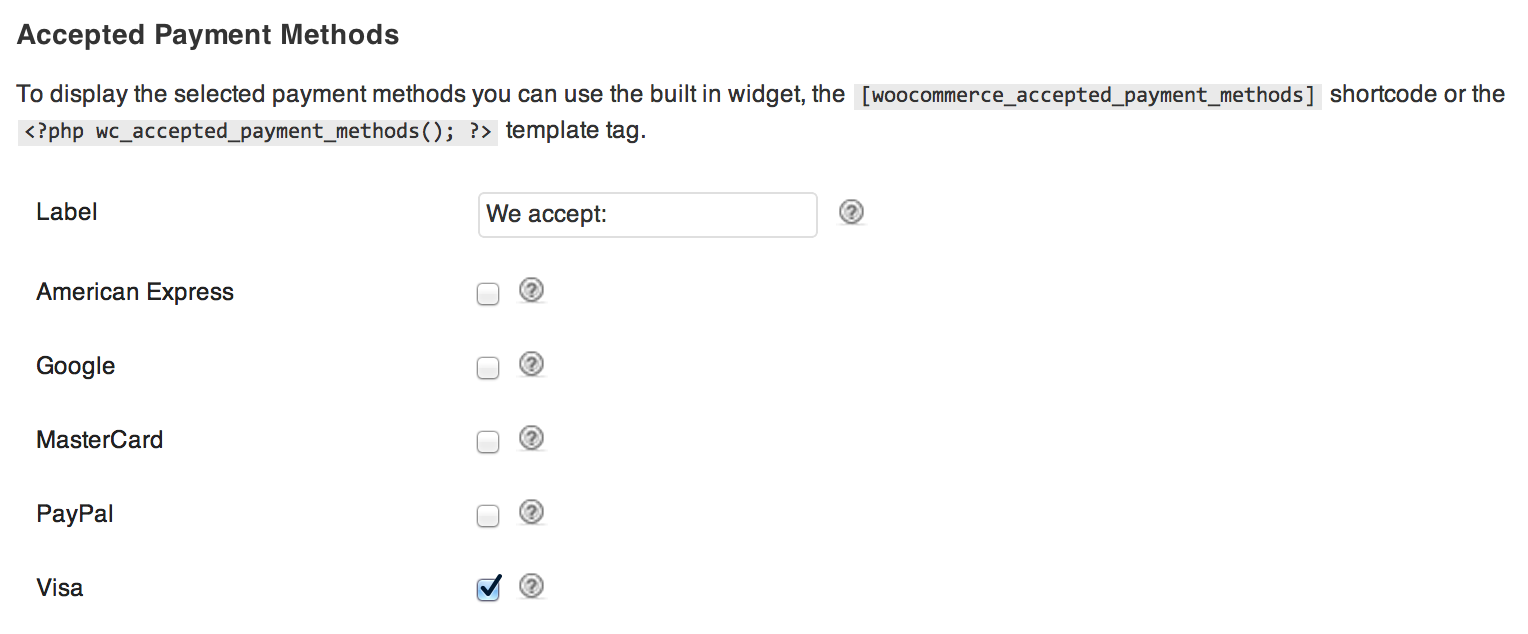 Accepted Payment Methods
To display the selected payment methods you can use the built in widget, the [woocommerce_accepted_payment_methods] shortcode or the
<?php wc_accepted_payment_methods(); ?> template tag.
Label We accept: ?
American Express ?
Google ?
MasterCard ?
PayPal ?
Visa ?